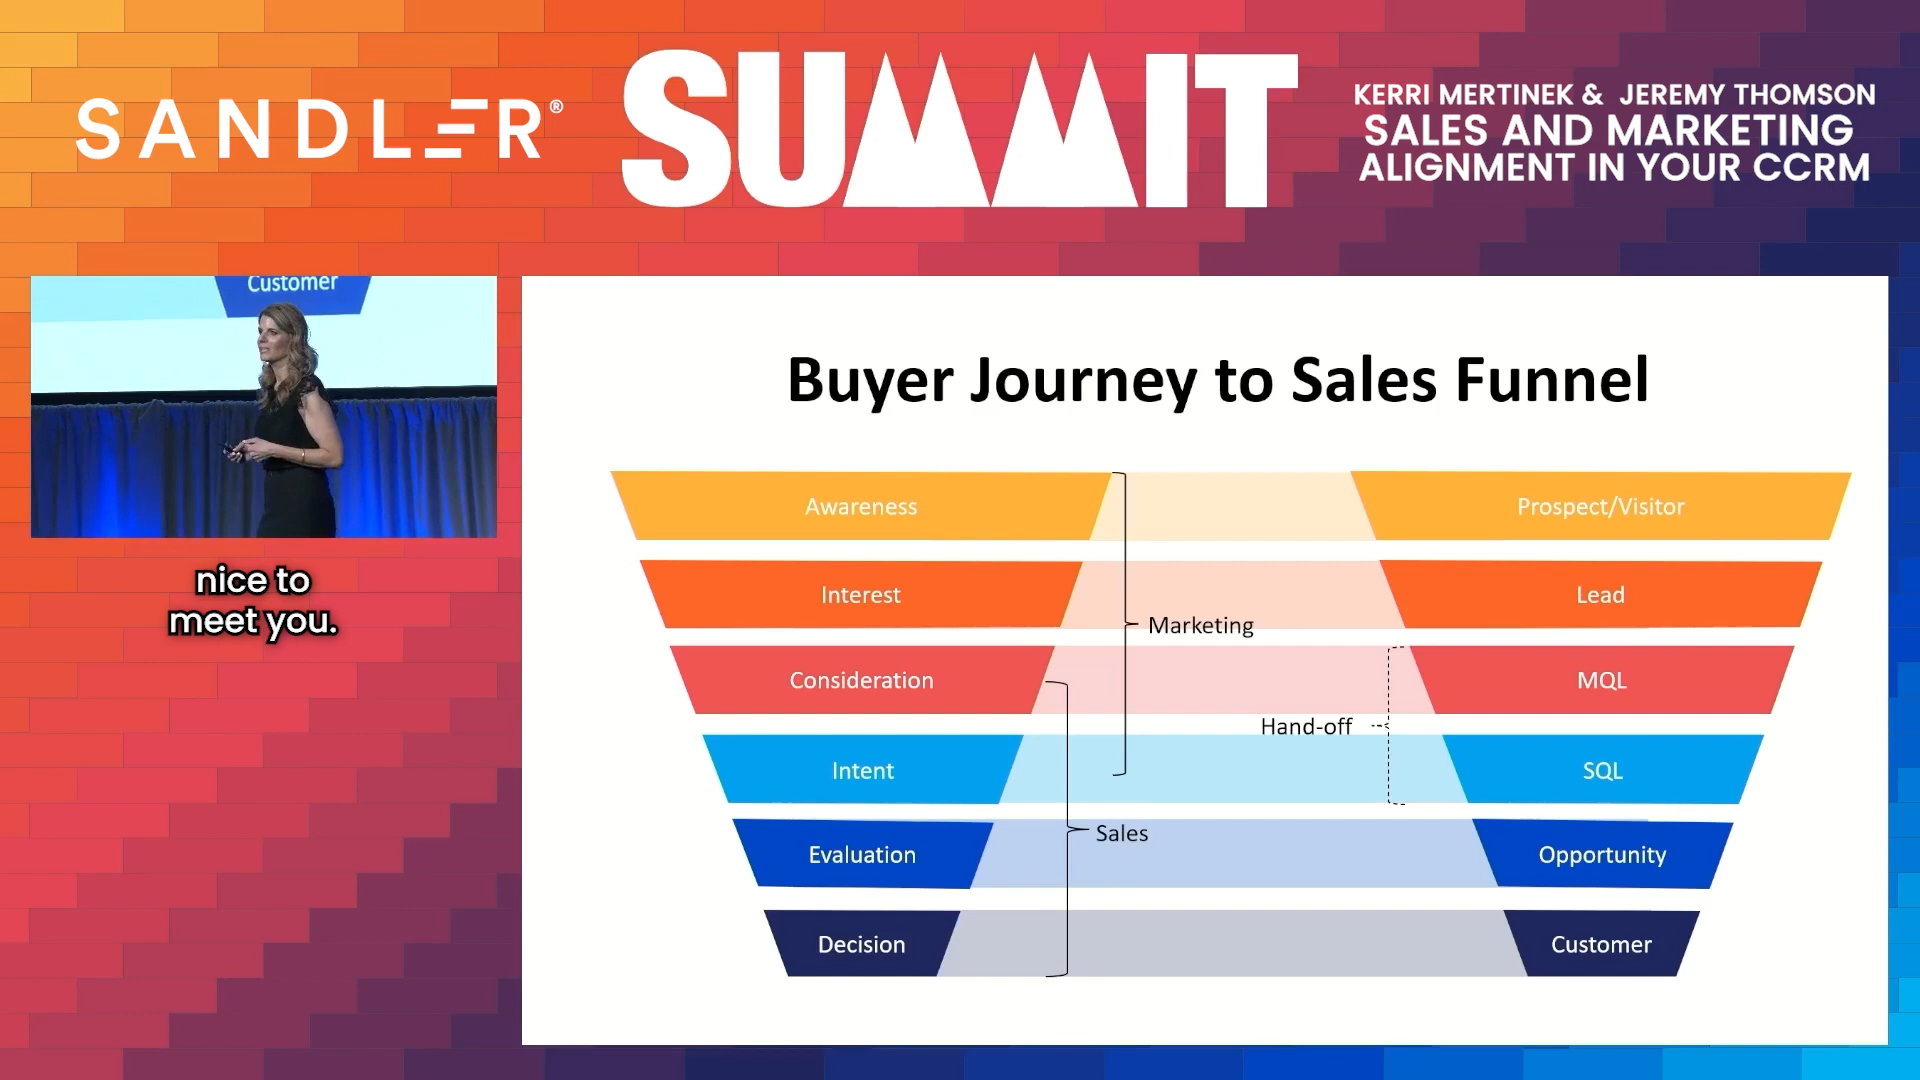 SANDLER®
SUMMIT
KERRI MERTINEK & JEREMY THOMSON
SALES AND MARKETING
ALIGNMENT IN YOUR CCRM
Customer
nice to
meet you.
Buyer Journey to Sales Funnel
Awareness
Prospect/Visitor
Interest
Lead
Marketing
Consideration
MQL
Hand-off
Intent
SQL
Sales
Evaluation
Opportunity
Decision
Customer